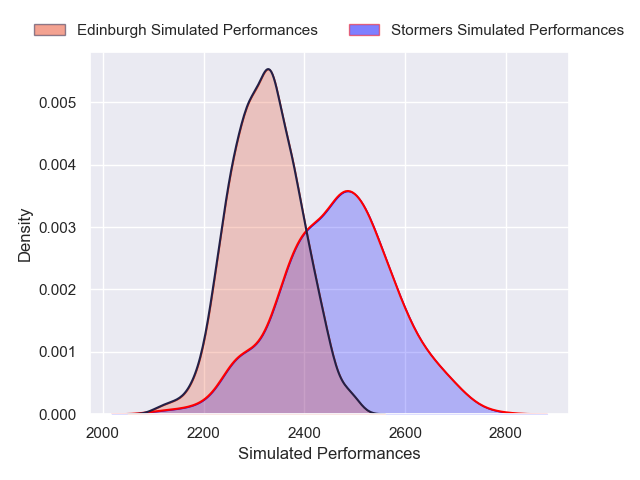 Edinburgh Simulated Performances Stormers Simulated Performances
0.005
0.004
0.003
0.002
0.001
0.000
Density
2000 2200 2400 2600 2800
Simulated Performances